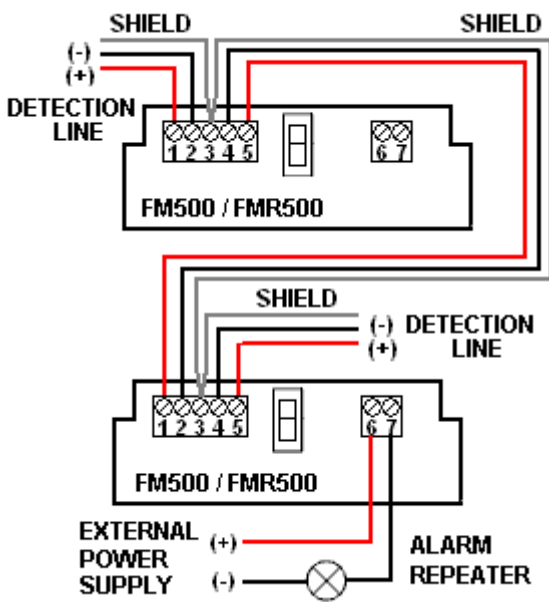 SHIELD SHIELD
(-)
(+)
DETECTION
LINE
1 2 3 4 5 6 7
FM500 / FMR500
SHIELD
(-) DETECTION
(+) LINE
1 2 3 4 5 6 7
FM500 / FMR500
EXTERNAL
POWER
SUPPLY
(+)
(-)
ALARM
REPEATER